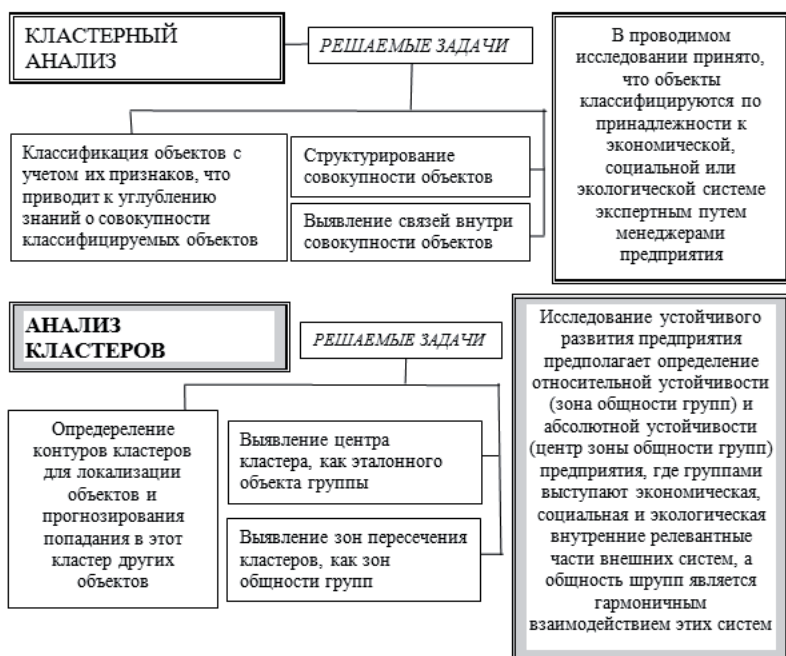 КЛАСТЕРНЫЙ
АНАЛИЗ
РЕШАЕМЫЕ ЗАДАЧИ
В проводимом
исследовании принято,
что объекты
классифицируются по
принадлежности к
экономической,
социальной или
экологической системе
экспертным путем
менеджерами
предприятия
Классификация объектов с
учетом их признаков, что
приводит к углублению
знаний о совокупности
классифицируемых объектов
Структурирование
совокупности объектов
Выявление связей внутри
совокупности объектов
АНАЛИЗ
КЛАСТЕРОВ
РЕШАЕМЫЕ ЗАДАЧИ
Исследование устойчивого
развития предприятия
предполагает определение
относительной устойчивости
(зона общности групп) и
абсолютной устойчивости
(центр зоны общности групп)
предприятия, где группами
выступают экономическая,
социальная и экологическая
внутренние релевантные
части внешних систем, а
общность шрупп является
гармоничным
взаимодействием этих систем
Опредереление
контуров кластеров
для локализации
объектов и
прогнозирования
попадания в этот
кластер других
объектов
Выявление центра
кластера, как эталонного
объекта группы
Выявление зон пересечения
кластеров, как зон
общности групп